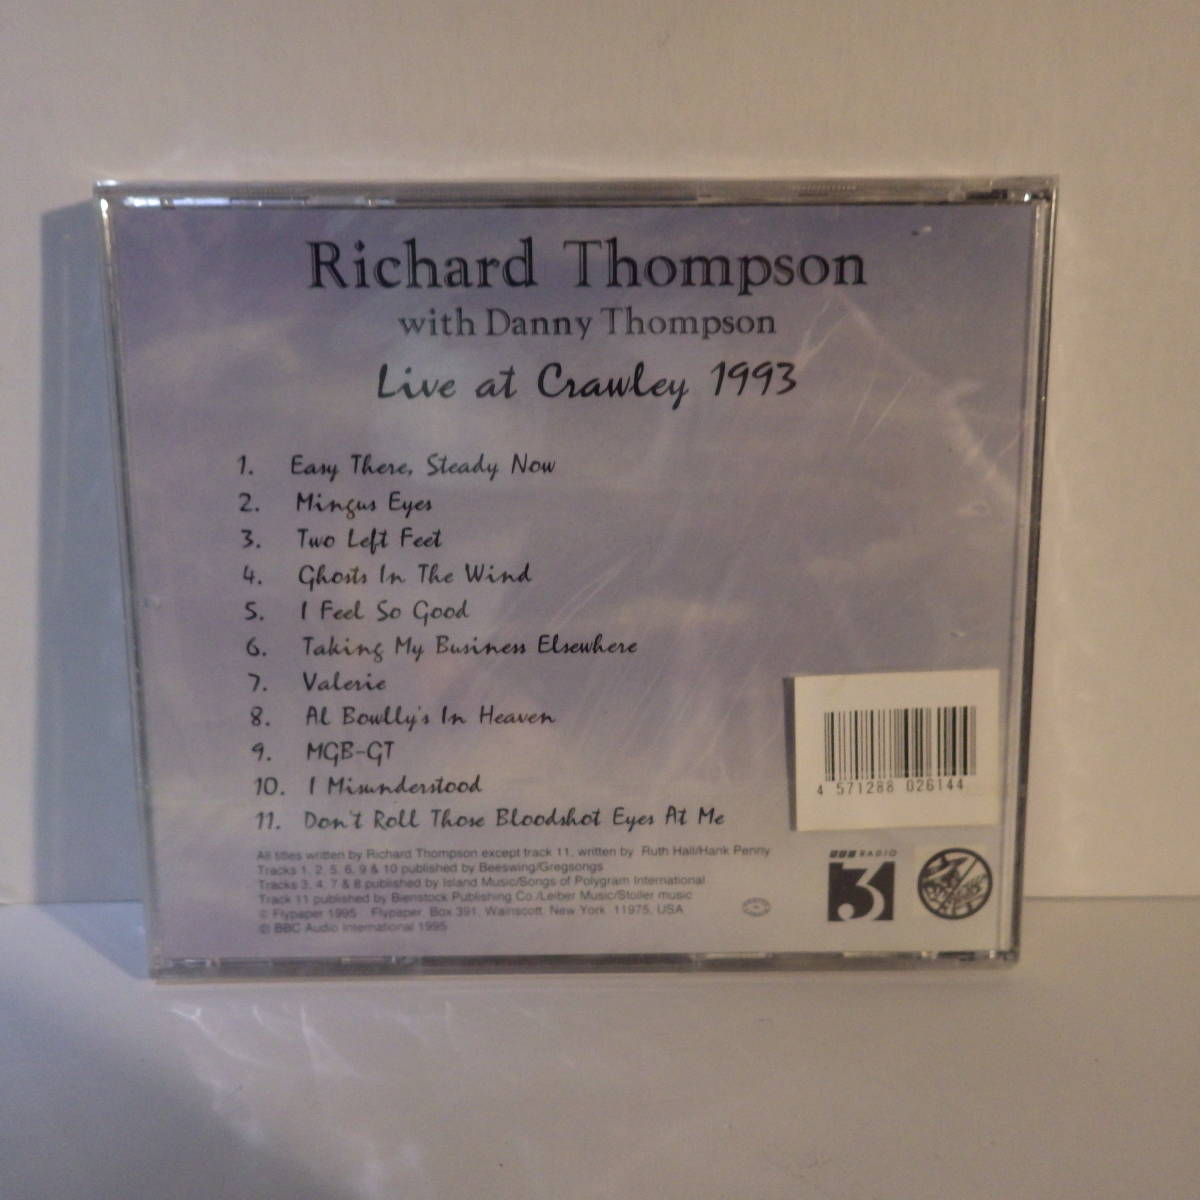 Richard Thompson
with Danny Thompson
Live at Crawley 1993
1. Easy There, Steady Now
2. Mingus Eyes
3. Two Left Feet
4. Ghosts In The Wind
5. I Feel So Good
6. Taking My Business Elsewhere
7. Valerie
8. Al Bowlly's In Heaven
9. MGB-GT
10. I Misunderstood
11. Don't Roll Those Bloodshot Eyes At Me
4 571288 026144
All titles written by Richard Thompson except track 11, written by Ruth Hall/Hank Penny
Tracks 1, 2, 5, 6, 9 & 10 published by Beeswing/Gregsongs
Tracks 3, 4, 7 & 8 published by Island Music/Songs of Polygram International
Track 11 published by Bienstock Publishing Co./Leiber Music/Stoller music
© Flypaper 1995 Flypaper, Box 391, Wainscott, New York 11975, USA
℗ BBC Audio International 1995
BBC RADIO
3